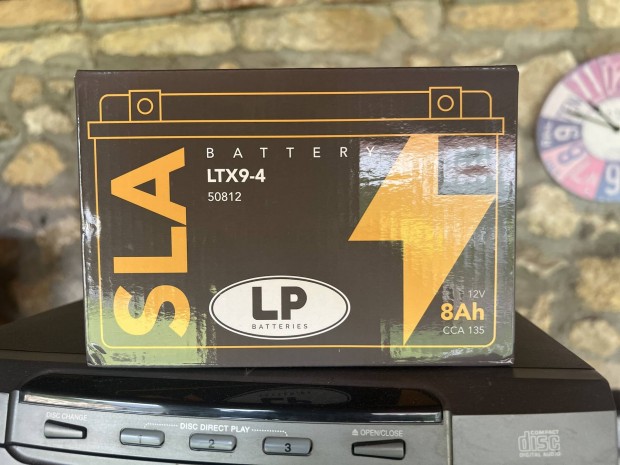 SLA
BATTERY
LTX9-4
50812
LP
BATTERIES
12V
8Ah
CCA 135
DISC CHANGE
DISC DIRECT PLAY
2
3
OPEN/CLOSE
COMPACT
disc
DIGITAL AUDIO